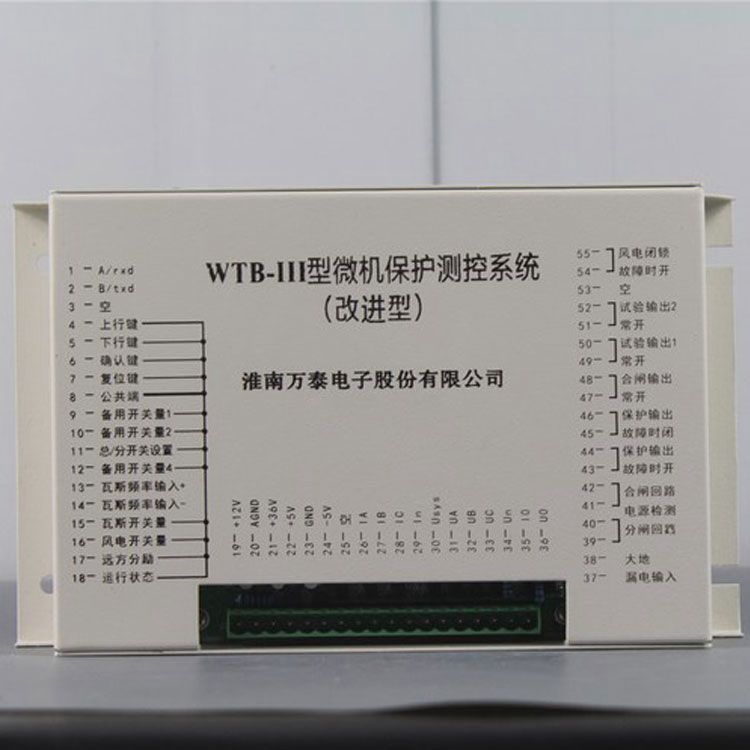 WTB-III型微机保护测控系统
(改进型)
淮南万泰电子股份有限公司
1 — A/rxd
2 — B/txd
3 — 空
4 — 上行键
5 — 下行键
6 — 确认键
7 — 复位键
8 — 公共端
9 — 备用开关量1
10 — 备用开关量2
11 — 总/分开关设置
12 — 备用开关量4
13 — 瓦斯频率输入+
14 — 瓦斯频率输入-
15 — 瓦斯开关量
16 — 风电开关量
17 — 远方分励
18 — 运行状态
19 — +12V
20 — AGND
21 — +36V
22 — +5V
23 — GND
24 — -5V
25 — 空
26 — IA
27 — IB
28 — IC
29 — In
30 — Usys
31 — UA
32 — UB
33 — UC
34 — Un
35 — I0
36 — U0
55 — 风电闭锁
54 — 故障时开
53 — 空
52 — 试验输出2
51 — 常开
50 — 试验输出1
49 — 常开
48 — 合闸输出
47 — 常开
46 — 保护输出
45 — 故障时闭
44 — 保护输出
43 — 故障时开
42 — 合闸回路
41 — 电源检测
40 — 分闸回路
39 —
38 — 大地
37 — 漏电输入